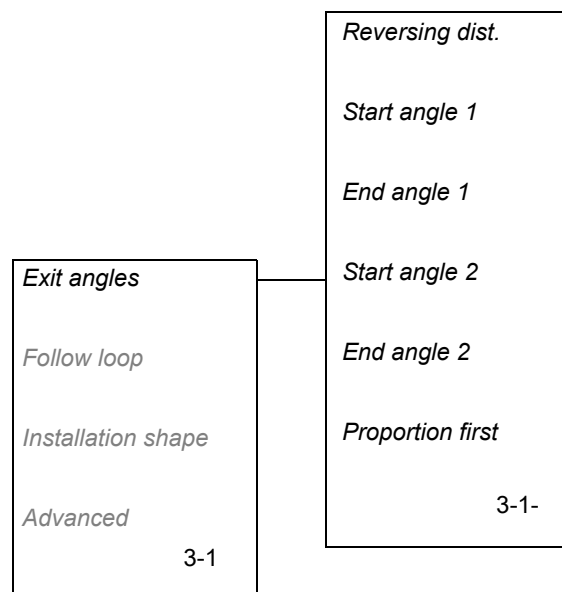 Reversing dist.
Start angle 1
End angle 1
Start angle 2
End angle 2
Proportion first
3-1-
Exit angles
Follow loop
Installation shape
Advanced
3-1